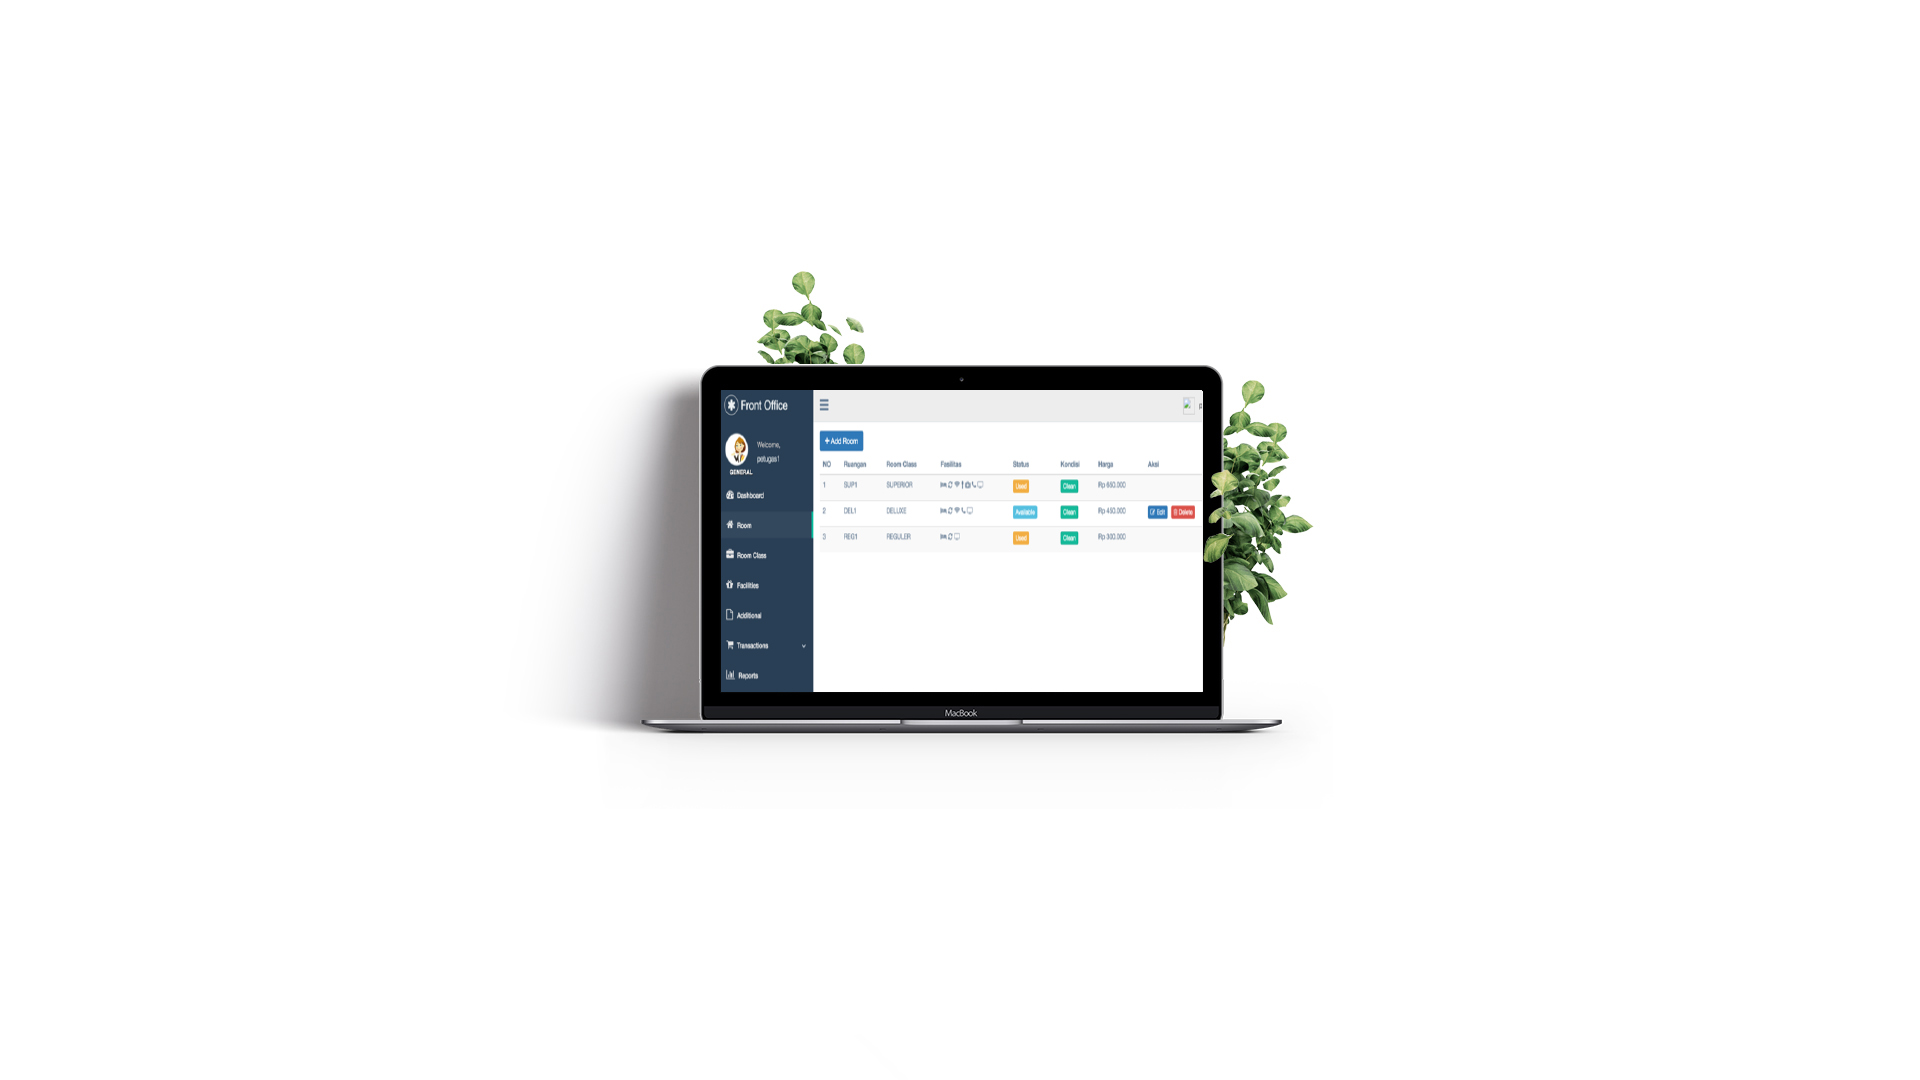 Front Office
Welcome,
petugas1
GENERAL
Dashboard
Room
Room Class
Facilities
Additional
Transactions
Reports
p
+ Add Room
NO Ruangan Room Class Fasilitas Status Kondisi Harga Aksi
1 SUP1 SUPERIOR Used Clean Rp 650.000
2 DEL1 DELUXE Available Clean Rp 450.000 Edit Delete
3 REG1 REGULER Used Clean Rp 300.000
MacBook